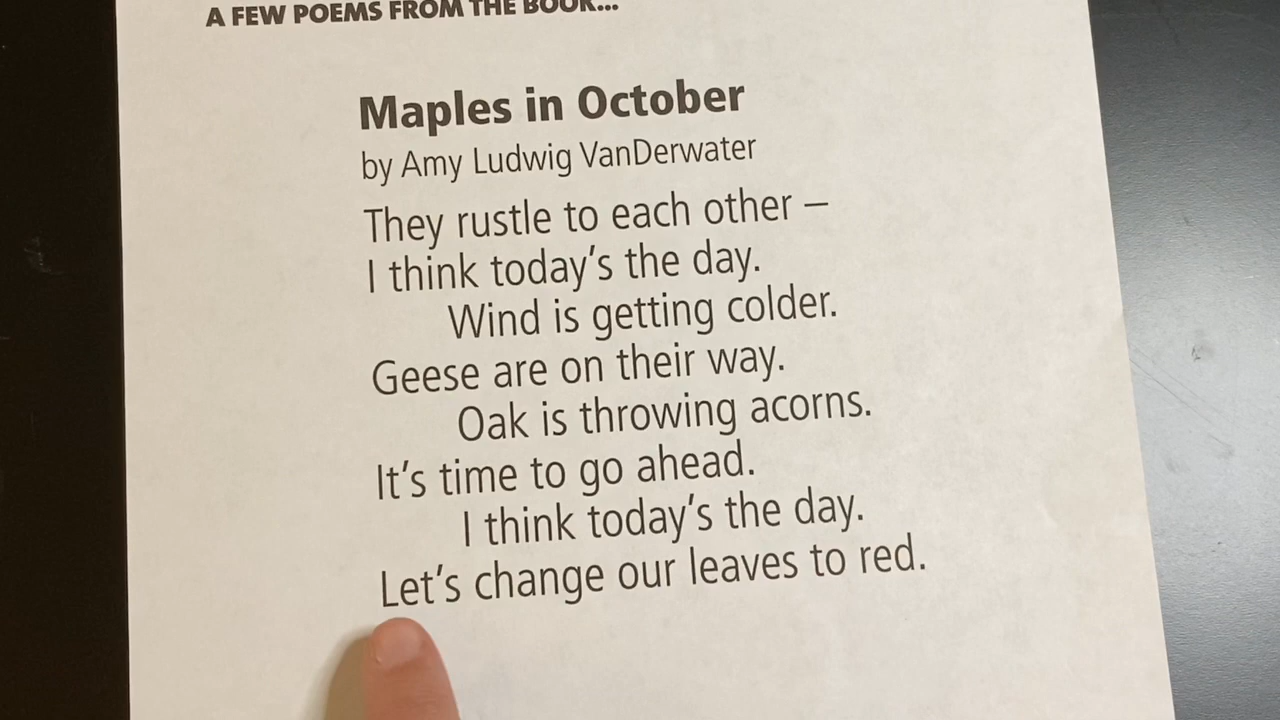 A FEW POEMS FROM THE BOOK...
Maples in October
by Amy Ludwig VanDerwater
They rustle to each other –
I think today's the day.
Wind is getting colder.
Geese are on their way.
Oak is throwing acorns.
It's time to go ahead.
I think today's the day.
Let's change our leaves to red.